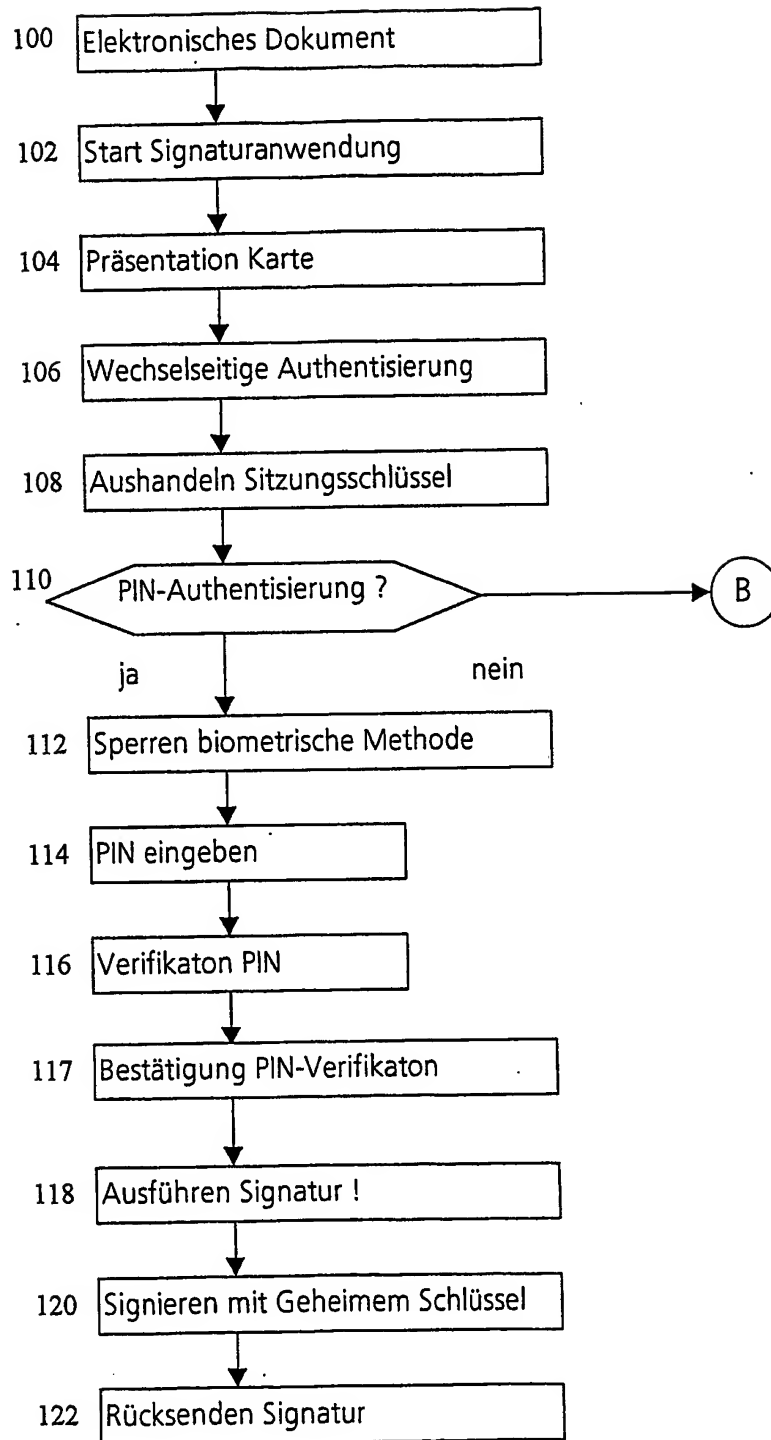 100 Elektronisches Dokument
102 Start Signaturanwendung
104 Präsentation Karte
106 Wechselseitige Authentisierung
108 Aushandeln Sitzungsschlüssel
110 PIN-Authentisierung ? B
ja nein
112 Sperren biometrische Methode
114 PIN eingeben
116 Verifikaton PIN
117 Bestätigung PIN-Verifikaton
118 Ausführen Signatur !
120 Signieren mit Geheimem Schlüssel
122 Rücksenden Signatur